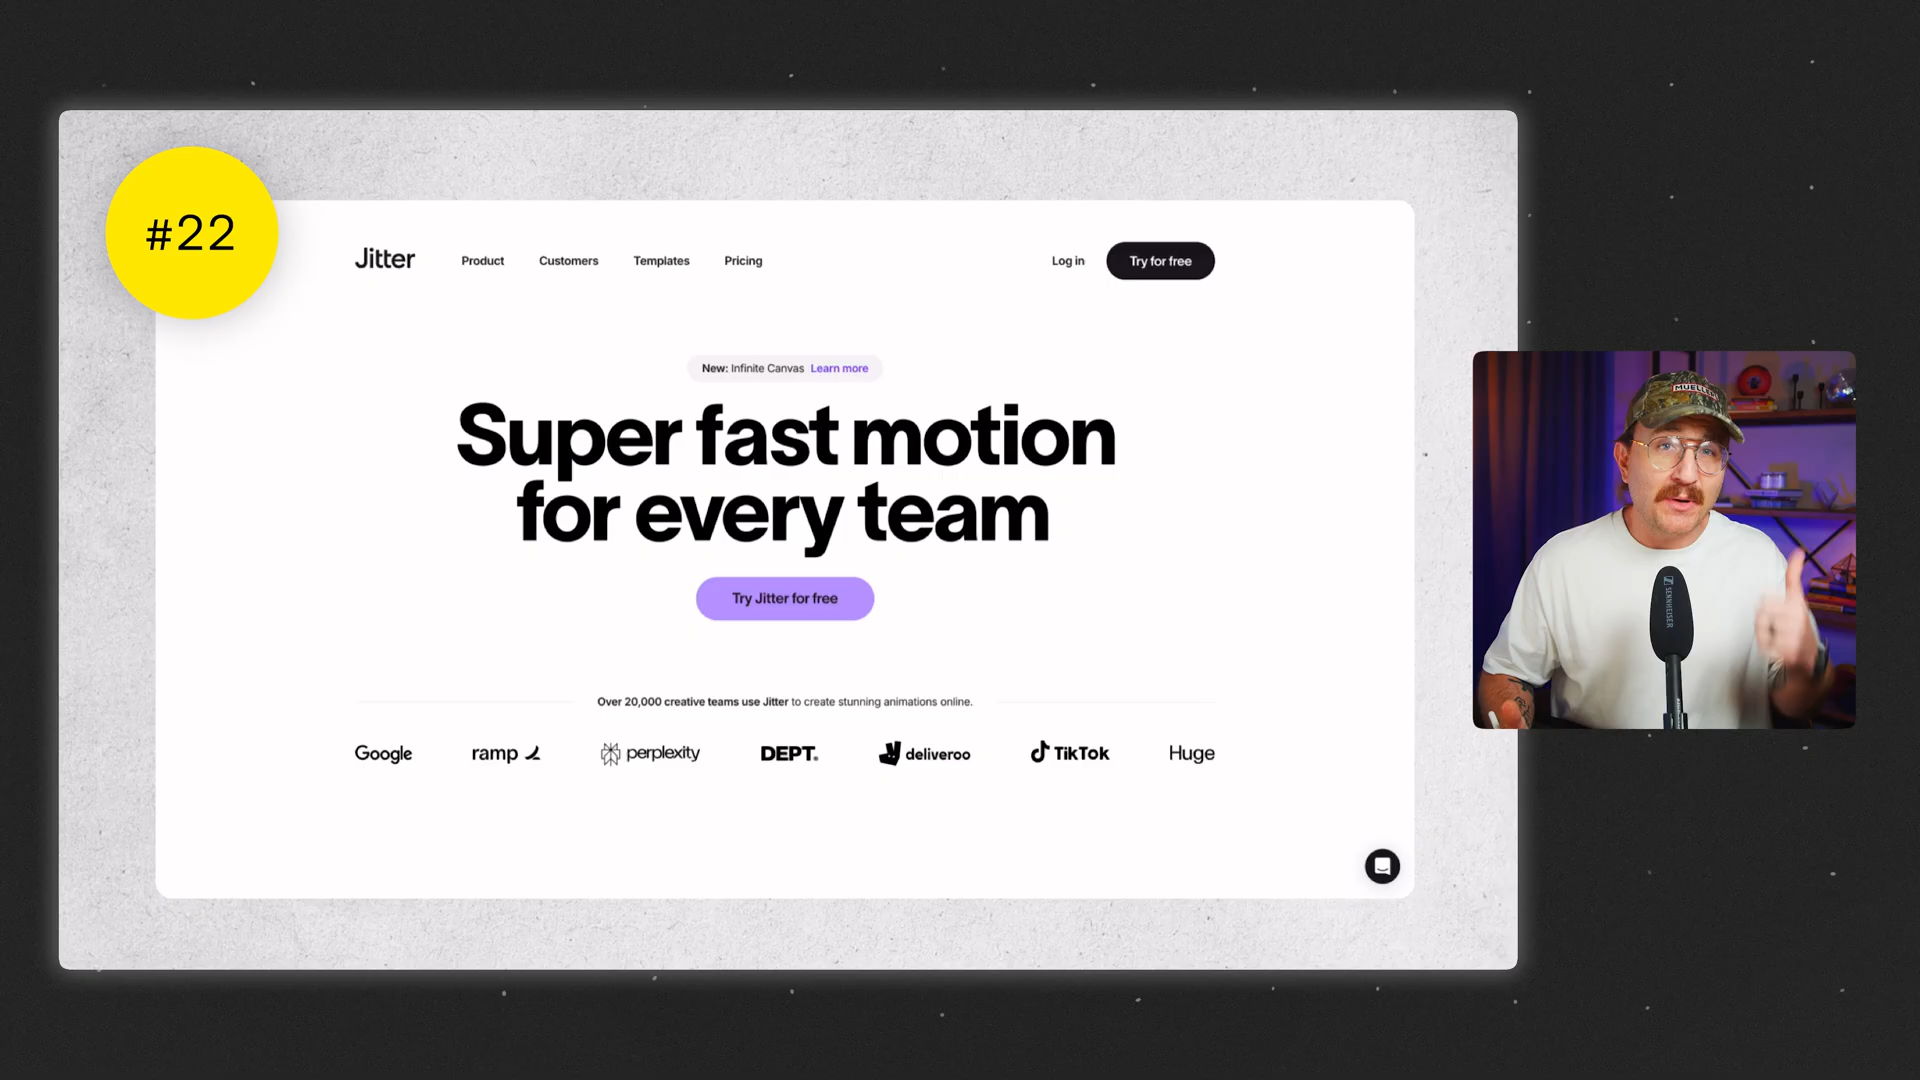 #22
Jitter
Product
Customers
Templates
Pricing
Log in
Try for free
New: Infinite Canvas Learn more
Super fast motion
for every team
Try Jitter for free
Over 20,000 creative teams use Jitter to create stunning animations online.
Google
ramp
perplexity
DEPT.
deliveroo
TikTok
Huge
SENNHEISER